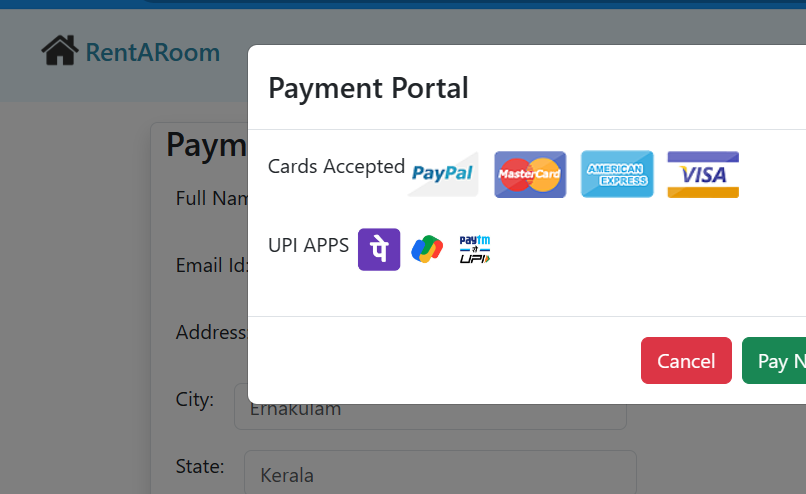 RentARoom
Payment Portal
Cards Accepted PayPal MasterCard AMERICAN EXPRESS VISA
UPI APPS पे paytm से UPI
Cancel Pay N
Paym
Full Nam
Email Id:
Address:
City: Ernakulam
State: Kerala